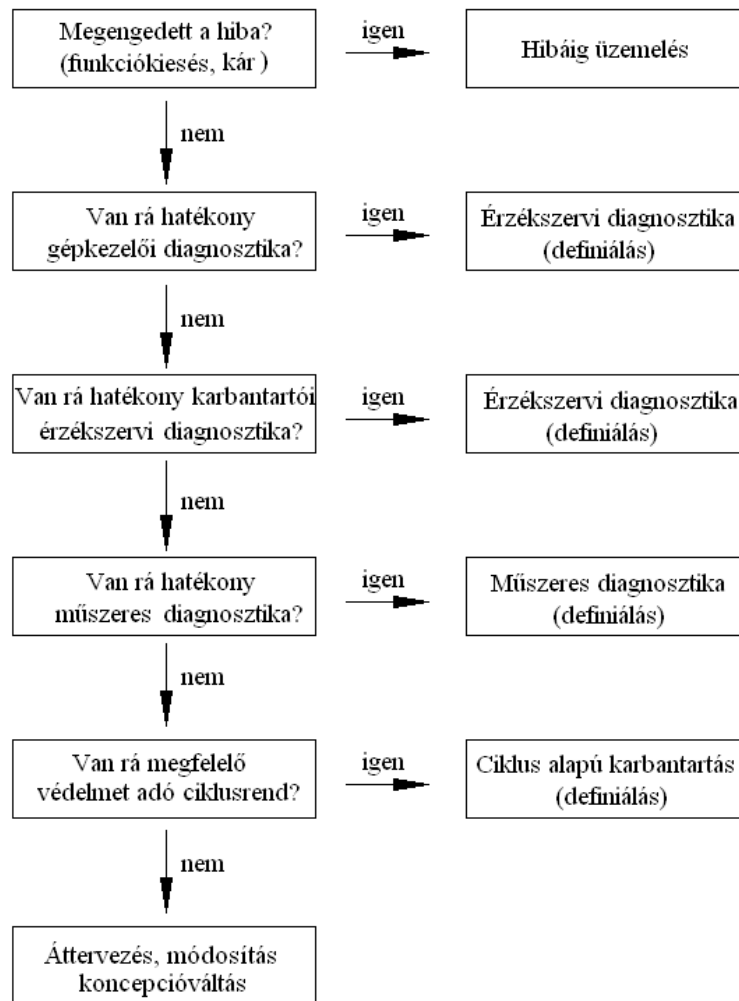 Megengedett a hiba?
(funkciókiesés, kár )
igen
Hibáig üzemelés
nem
Van rá hatékony
gépkezelői diagnosztika?
igen
Érzékszervi diagnosztika
(definiálás)
nem
Van rá hatékony karbantartói
érzékszervi diagnosztika?
igen
Érzékszervi diagnosztika
(definiálás)
nem
Van rá hatékony
műszeres diagnosztika?
igen
Műszeres diagnosztika
(definiálás)
nem
Van rá megfelelő
védelmet adó ciklusrend?
igen
Ciklus alapú karbantartás
(definiálás)
nem
Áttervezés, módosítás
koncepcióváltás